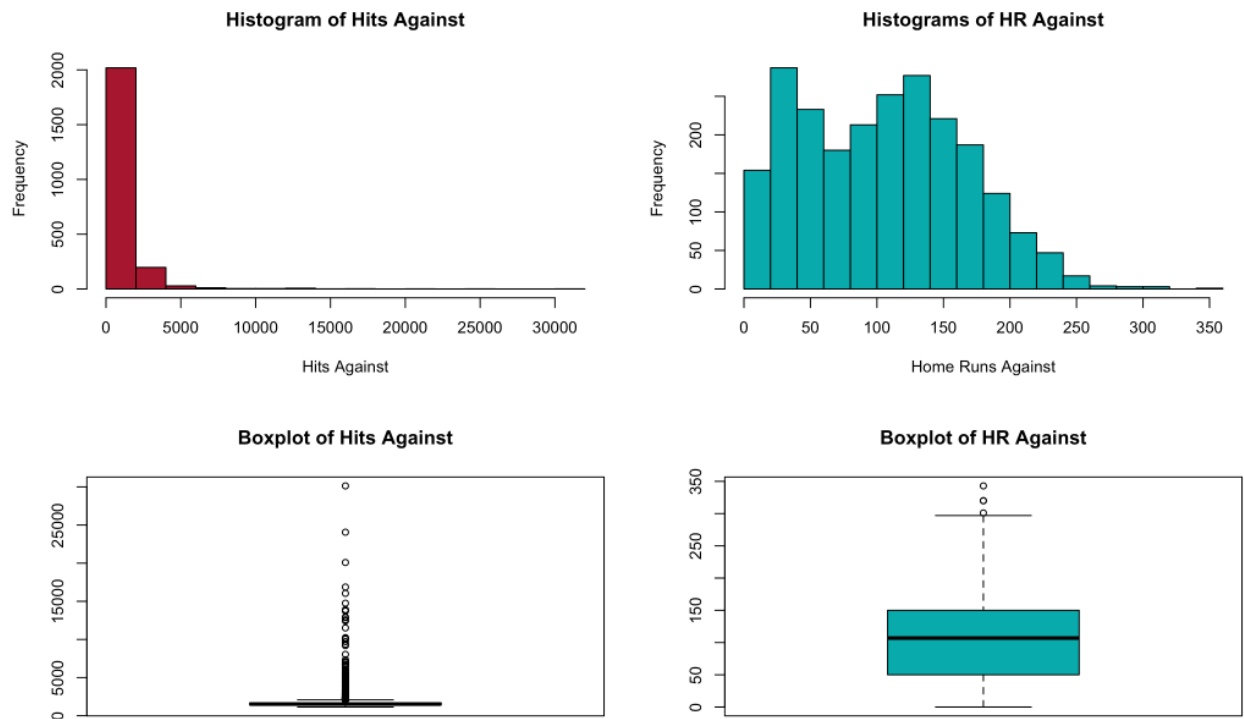 Histogram of Hits Against
Frequency
0 500 1000 1500 2000
0 5000 10000 15000 20000 25000 30000
Hits Against
Histograms of HR Against
Frequency
0 50 100 200
0 50 100 150 200 250 300 350
Home Runs Against
Boxplot of Hits Against
0 5000 15000 25000
Boxplot of HR Against
0 50 150 250 350